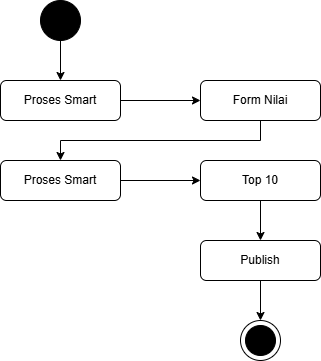 Proses Smart
Form Nilai
Proses Smart
Top 10
Publish